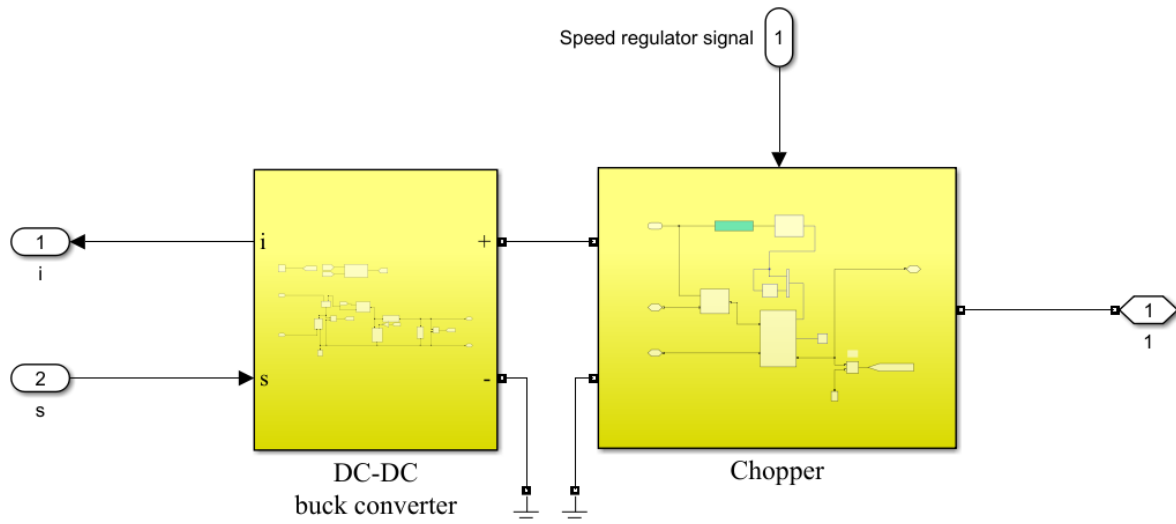 Speed regulator signal
1
1
i
i
+
2
s
s
-
1
1
DC-DC
buck converter
Chopper